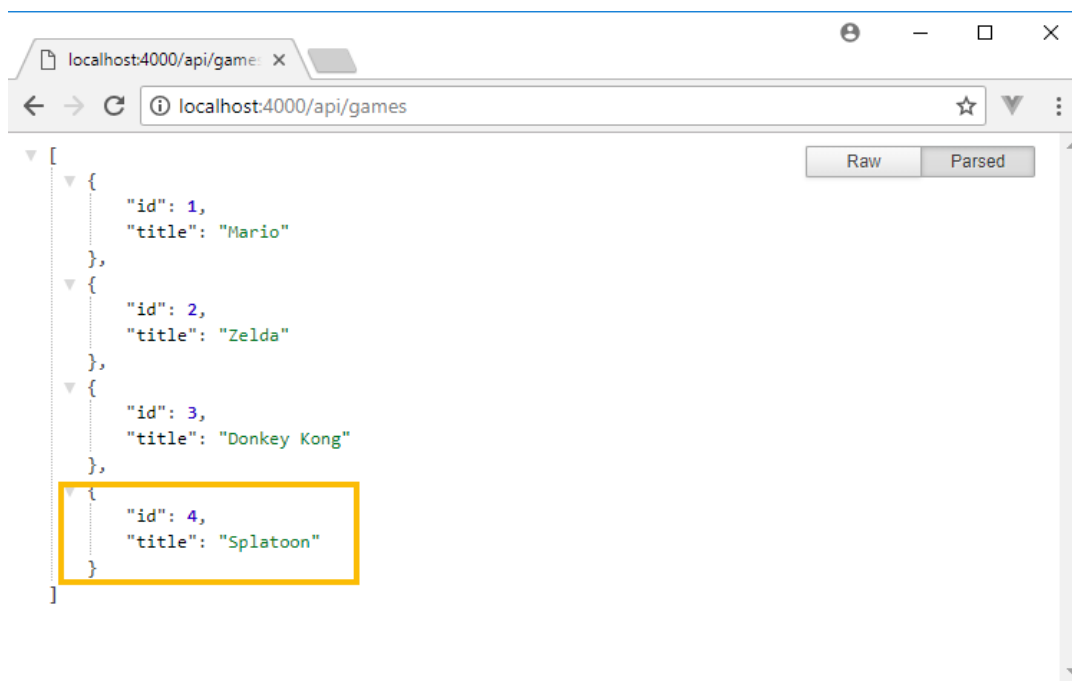 localhost:4000/api/game
localhost:4000/api/games
Raw Parsed
[
{
"id": 1,
"title": "Mario"
},
{
"id": 2,
"title": "Zelda"
},
{
"id": 3,
"title": "Donkey Kong"
},
{
"id": 4,
"title": "Splatoon"
}
]